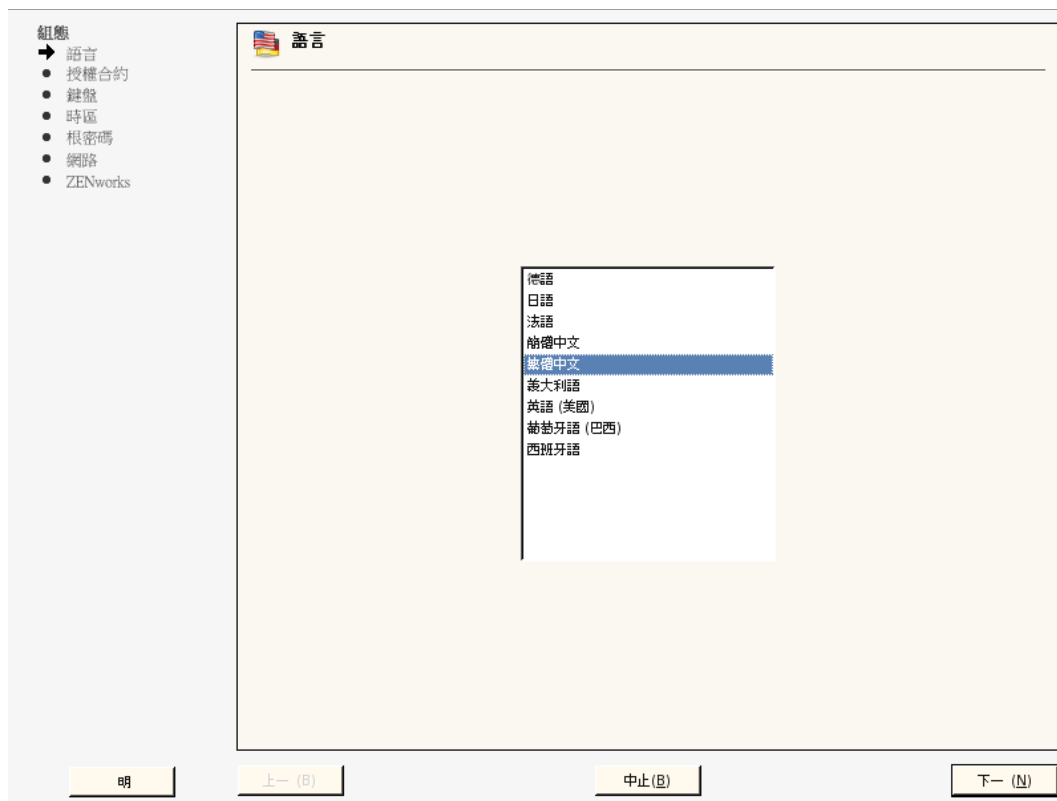 組態
語言
授權合約
鍵盤
時區
根密碼
網路
ZENworks
語言
德語
日語
法語
簡體中文
繁體中文
義大利語
英語 (美國)
葡萄牙語 (巴西)
西班牙語
明
上一 (B)
中止(B)
下一 (N)